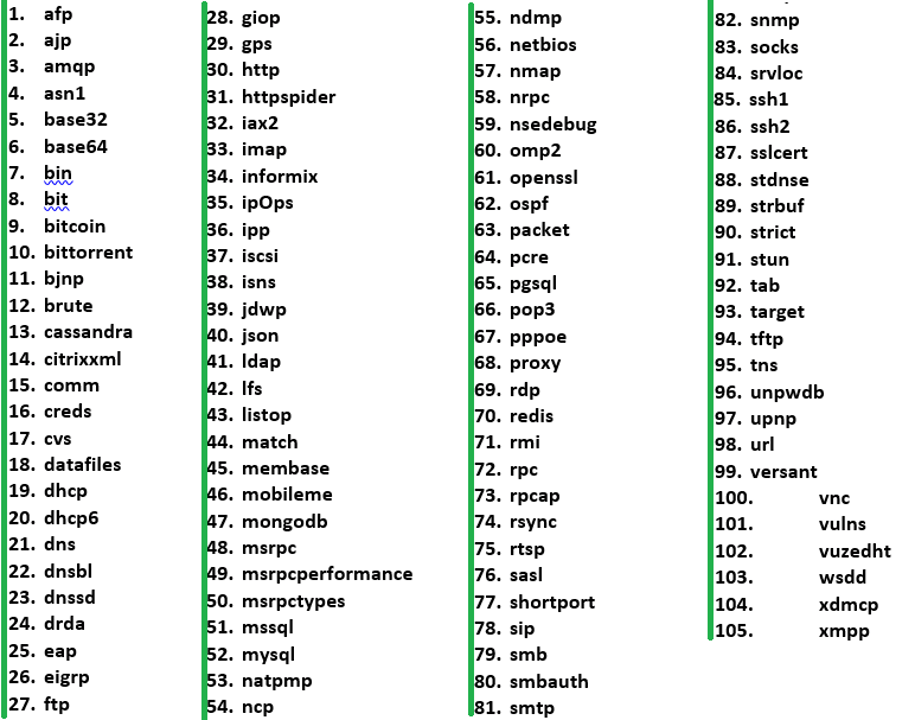 1. afp
2. ajp
3. amqp
4. asn1
5. base32
6. base64
7. bin
8. bit
9. bitcoin
10. bittorrent
11. bjnp
12. brute
13. cassandra
14. citrixxml
15. comm
16. creds
17. cvs
18. datafiles
19. dhcp
20. dhcp6
21. dns
22. dnsbl
23. dnssd
24. drda
25. eap
26. eigrp
27. ftp
28. giop
29. gps
30. http
31. httpspider
32. iax2
33. imap
34. informix
35. ipOps
36. ipp
37. iscsi
38. isns
39. jdwp
40. json
41. ldap
42. lfs
43. listop
44. match
45. membase
46. mobileme
47. mongodb
48. msrpc
49. msrpcperformance
50. msrpctypes
51. mssql
52. mysql
53. natpmp
54. ncp
55. ndmp
56. netbios
57. nmap
58. nrpc
59. nsedebug
60. omp2
61. openssl
62. ospf
63. packet
64. pcre
65. pgsql
66. pop3
67. pppoe
68. proxy
69. rdp
70. redis
71. rmi
72. rpc
73. rpcap
74. rsync
75. rtsp
76. sasl
77. shortport
78. sip
79. smb
80. smbauth
81. smtp
82. snmp
83. socks
84. srvloc
85. ssh1
86. ssh2
87. sslcert
88. stdnse
89. strbuf
90. strict
91. stun
92. tab
93. target
94. tftp
95. tns
96. unpwdb
97. upnp
98. url
99. versant
100. vnc
101. vulns
102. vuzedht
103. wsdd
104. xdmcp
105. xmpp